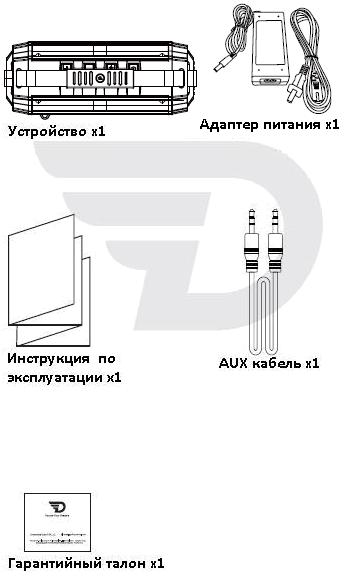 Устройство x1
Адаптер питания x1
Инструкция по
эксплуатации x1
AUX кабель x1
Гарантийный талон x1